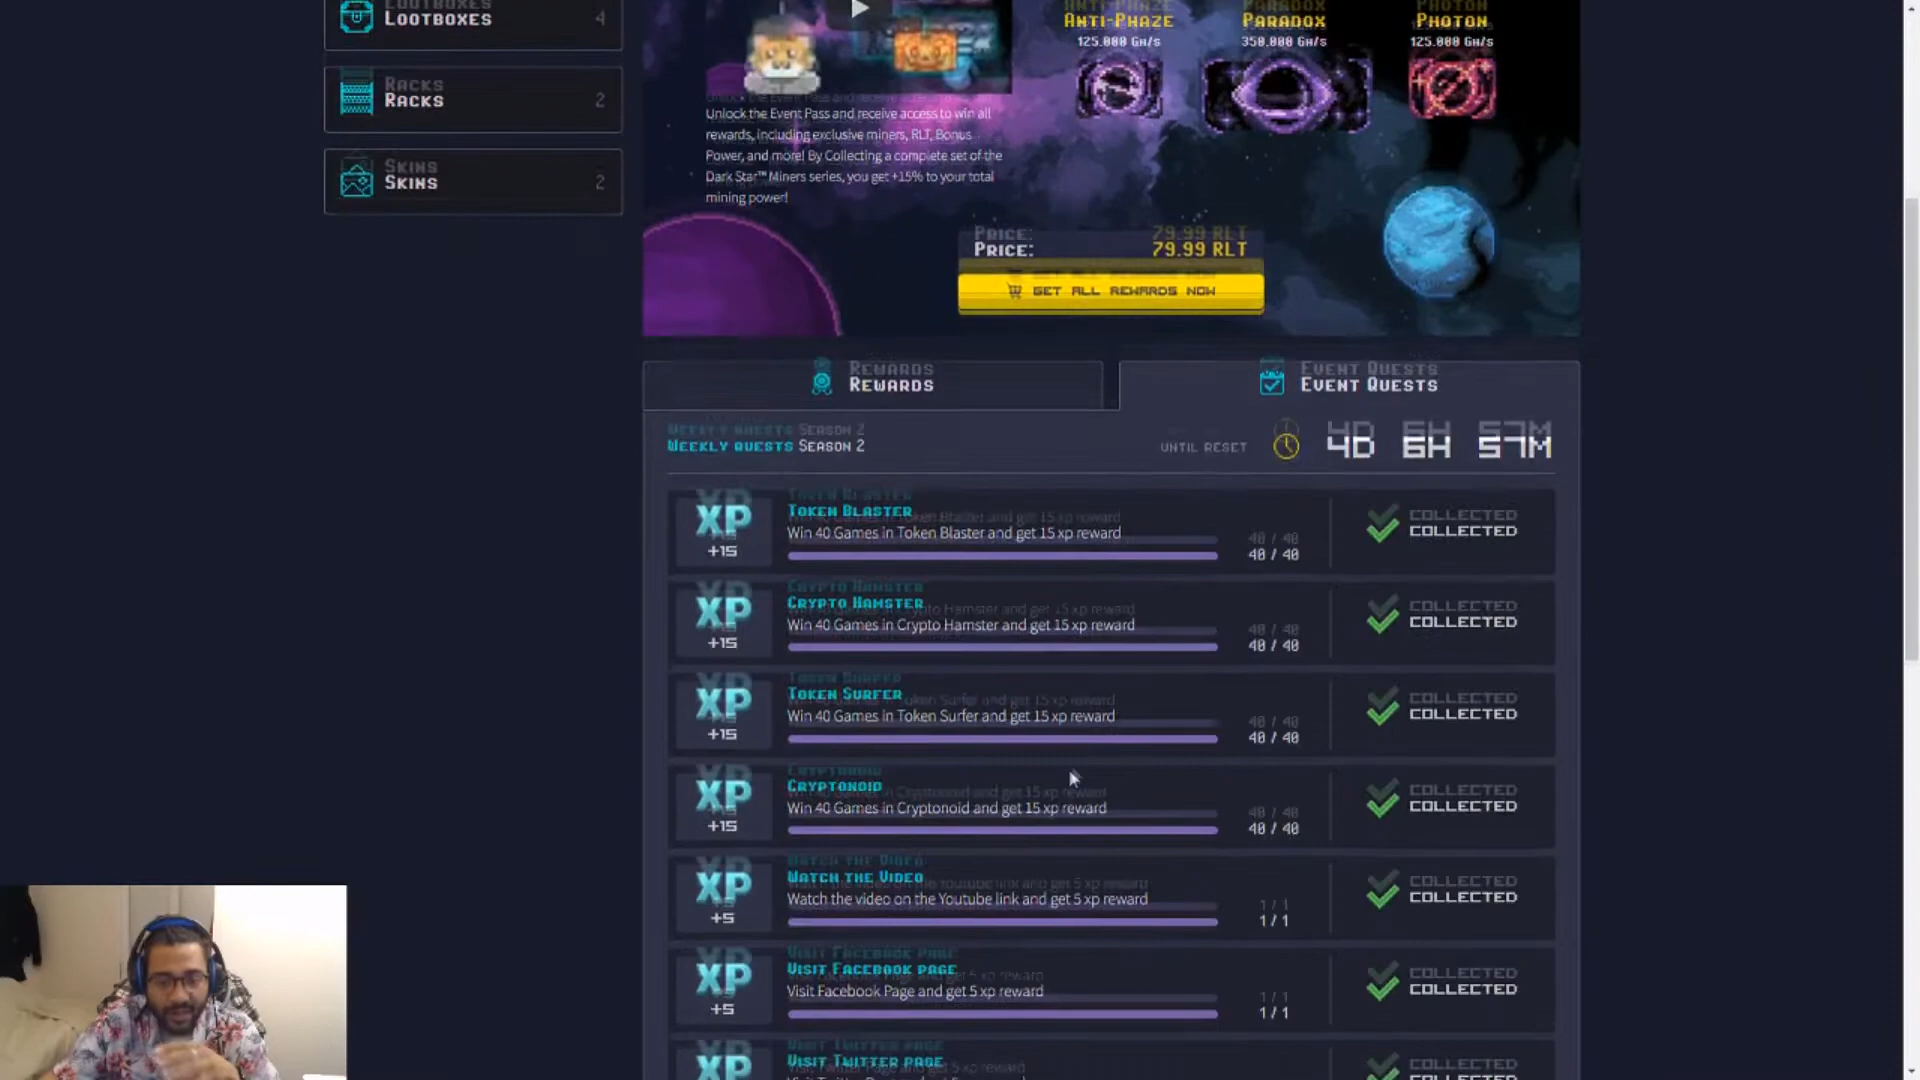 LOOTBOXES 4
ANTI-PHAZE PARADOX PHOTON
125.000 GH/S 350.000 GH/S 125.000 GH/S
RACKS 2
Unlock the Event Pass and receive access to win all
rewards, including exclusive miners, RLT, Bonus
Power, and more! By Collecting a complete set of the
Dark Star™ Miners series, you get +15% to your total
mining power!
SKINS 2
PRICE: 79.99 RLT
GET ALL REWARDS NOW
REWARDS EVENT QUESTS
WEEKLY QUESTS SEASON 2 UNTIL RESET 4D 6H 57M
XP +15
TOKEN BLASTER
Win 40 Games in Token Blaster and get 15 xp reward
40 / 40
COLLECTED
XP +15
CRYPTO HAMSTER
Win 40 Games in Crypto Hamster and get 15 xp reward
40 / 40
COLLECTED
XP +15
TOKEN SURFER
Win 40 Games in Token Surfer and get 15 xp reward
40 / 40
COLLECTED
XP +15
CRYPTONOID
Win 40 Games in Cryptonoid and get 15 xp reward
40 / 40
COLLECTED
XP +5
WATCH THE VIDEO
Watch the video on the Youtube link and get 5 xp reward
1 / 1
COLLECTED
XP +5
VISIT FACEBOOK PAGE
Visit Facebook Page and get 5 xp reward
1 / 1
COLLECTED
XP
VISIT TWITTER PAGE